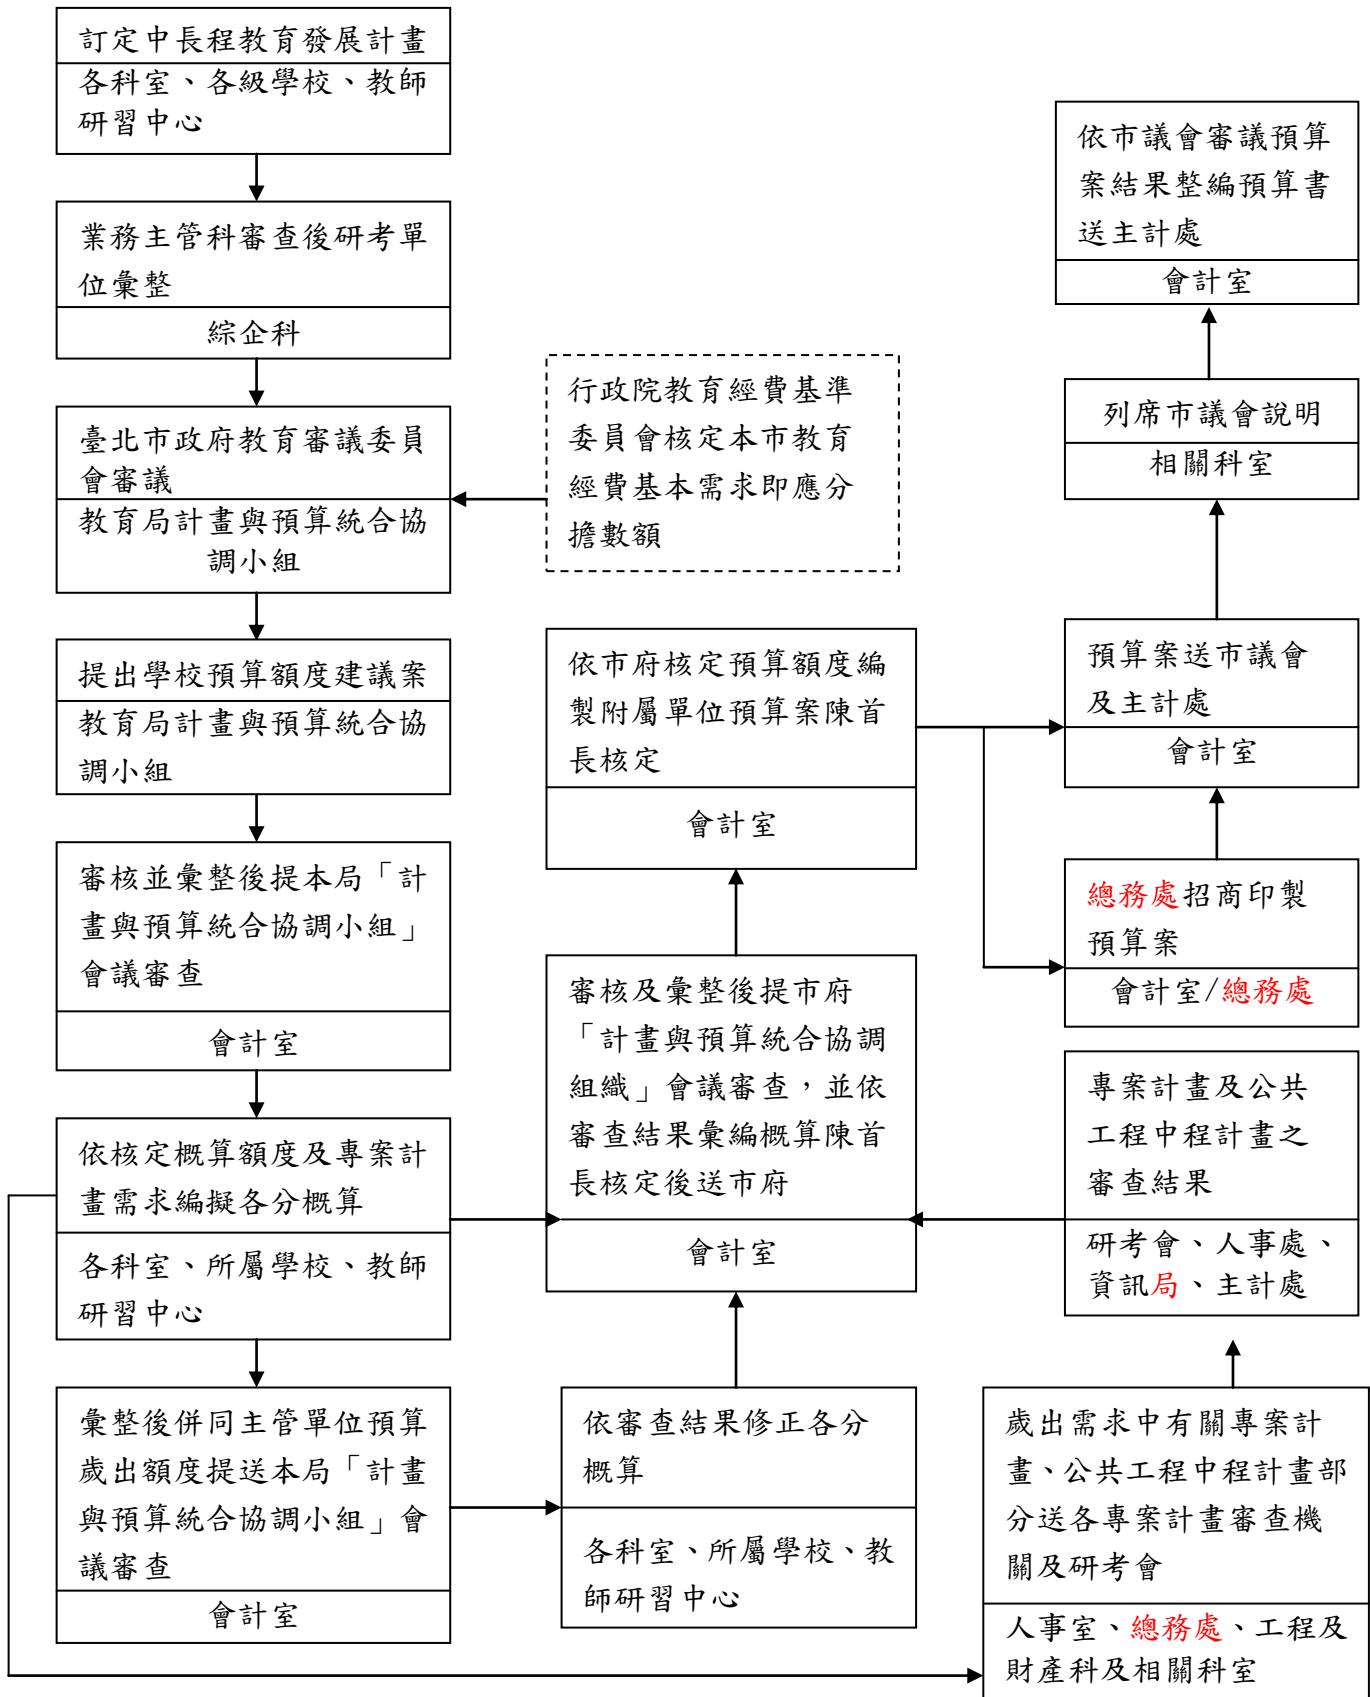 訂定中長程教育發展計畫
各科室、各級學校、教師
研習中心
業務主管科審查後研考單
位彙整
綜企科
臺北市政府教育審議委員
會審議
教育局計畫與預算統合協
調小組
行政院教育經費基準
委員會核定本市教育
經費基本需求即應分
擔數額
提出學校預算額度建議案
教育局計畫與預算統合協
調小組
審核並彙整後提本局「計
畫與預算統合協調小組」
會議審查
會計室
依核定概算額度及專案計
畫需求編擬各分概算
各科室、所屬學校、教師
研習中心
彙整後併同主管單位預算
歲出額度提送本局「計畫
與預算統合協調小組」會
議審查
會計室
依審查結果修正各分
概算
各科室、所屬學校、教
師研習中心
審核及彙整後提市府
「計畫與預算統合協調
組織」會議審查，並依
審查結果彙編概算陳首
長核定後送市府
會計室
依市府核定預算額度編
製附屬單位預算案陳首
長核定
會計室
依市議會審議預算
案結果整編預算書
送主計處
會計室
列席市議會說明
相關科室
預算案送市議會
及主計處
會計室
總務處招商印製
預算案
會計室/總務處
專案計畫及公共
工程中程計畫之
審查結果
研考會、人事處、
資訊局、主計處
歲出需求中有關專案計
畫、公共工程中程計畫部
分送各專案計畫審查機
關及研考會
人事室、總務處、工程及
財產科及相關科室